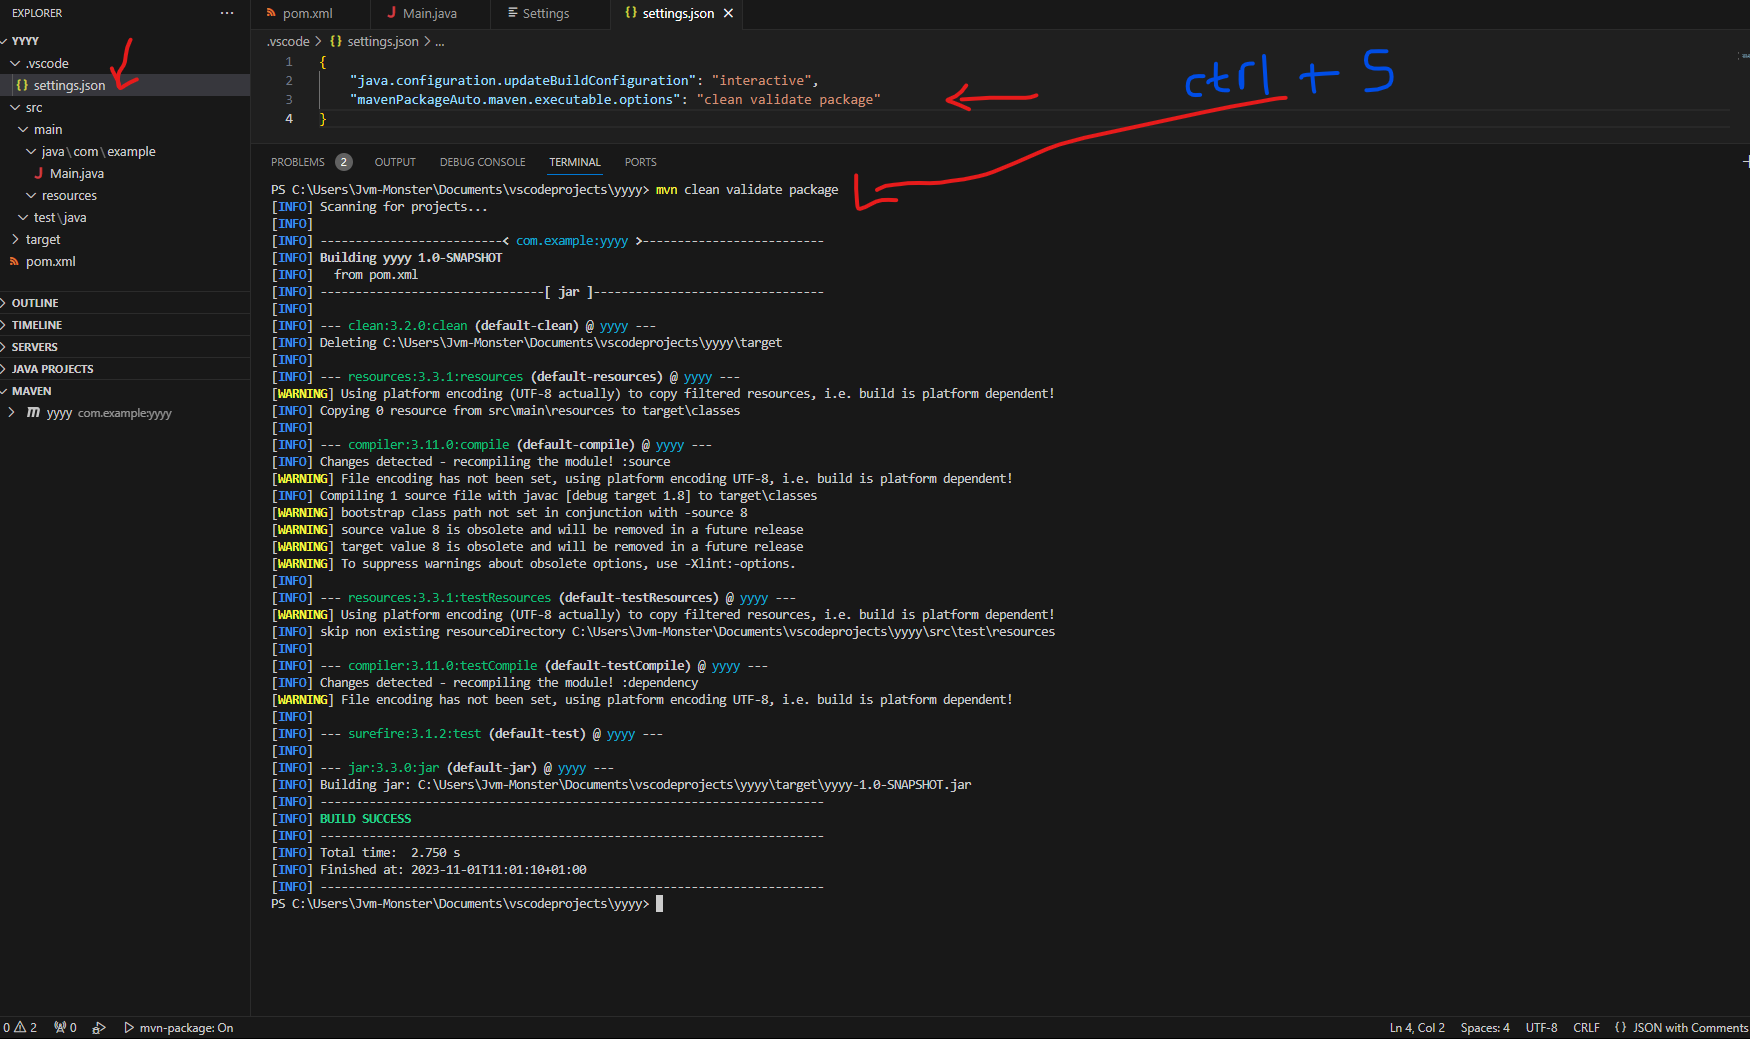 EXPLORER
YYYY
.vscode
{} settings.json
src
main
java\com\example
J Main.java
resources
test\java
target
pom.xml
OUTLINE
TIMELINE
SERVERS
JAVA PROJECTS
MAVEN
m yyyy com.example:yyyy
pom.xml
J Main.java
Settings
{} settings.json
.vscode > {} settings.json > ...
1 {
2 "java.configuration.updateBuildConfiguration": "interactive",
3 "mavenPackageAuto.maven.executable.options": "clean validate package"
4 }
ctrl + S
PROBLEMS 2 OUTPUT DEBUG CONSOLE TERMINAL PORTS
PS C:\Users\Jvm-Monster\Documents\vscodeprojects\yyyy> mvn clean validate package
[INFO] Scanning for projects...
[INFO]
[INFO] --------------------------< com.example:yyyy >--------------------------
[INFO] Building yyyy 1.0-SNAPSHOT
[INFO]   from pom.xml
[INFO] --------------------------------[ jar ]---------------------------------
[INFO]
[INFO] --- clean:3.2.0:clean (default-clean) @ yyyy ---
[INFO] Deleting C:\Users\Jvm-Monster\Documents\vscodeprojects\yyyy\target
[INFO]
[INFO] --- resources:3.3.1:resources (default-resources) @ yyyy ---
[WARNING] Using platform encoding (UTF-8 actually) to copy filtered resources, i.e. build is platform dependent!
[INFO] Copying 0 resource from src\main\resources to target\classes
[INFO]
[INFO] --- compiler:3.11.0:compile (default-compile) @ yyyy ---
[INFO] Changes detected - recompiling the module! :source
[WARNING] File encoding has not been set, using platform encoding UTF-8, i.e. build is platform dependent!
[INFO] Compiling 1 source file with javac [debug target 1.8] to target\classes
[WARNING] bootstrap class path not set in conjunction with -source 8
[WARNING] source value 8 is obsolete and will be removed in a future release
[WARNING] target value 8 is obsolete and will be removed in a future release
[WARNING] To suppress warnings about obsolete options, use -Xlint:-options.
[INFO]
[INFO] --- resources:3.3.1:testResources (default-testResources) @ yyyy ---
[WARNING] Using platform encoding (UTF-8 actually) to copy filtered resources, i.e. build is platform dependent!
[INFO] skip non existing resourceDirectory C:\Users\Jvm-Monster\Documents\vscodeprojects\yyyy\src\test\resources
[INFO]
[INFO] --- compiler:3.11.0:testCompile (default-testCompile) @ yyyy ---
[INFO] Changes detected - recompiling the module! :dependency
[WARNING] File encoding has not been set, using platform encoding UTF-8, i.e. build is platform dependent!
[INFO]
[INFO] --- surefire:3.1.2:test (default-test) @ yyyy ---
[INFO]
[INFO] --- jar:3.3.0:jar (default-jar) @ yyyy ---
[INFO] Building jar: C:\Users\Jvm-Monster\Documents\vscodeprojects\yyyy\target\yyyy-1.0-SNAPSHOT.jar
[INFO] ------------------------------------------------------------------------
[INFO] BUILD SUCCESS
[INFO] ------------------------------------------------------------------------
[INFO] Total time:  2.750 s
[INFO] Finished at: 2023-11-01T11:01:10+01:00
[INFO] ------------------------------------------------------------------------
PS C:\Users\Jvm-Monster\Documents\vscodeprojects\yyyy>
0 2 0 mvn-package: On Ln 4, Col 2 Spaces: 4 UTF-8 CRLF {} JSON with Comments